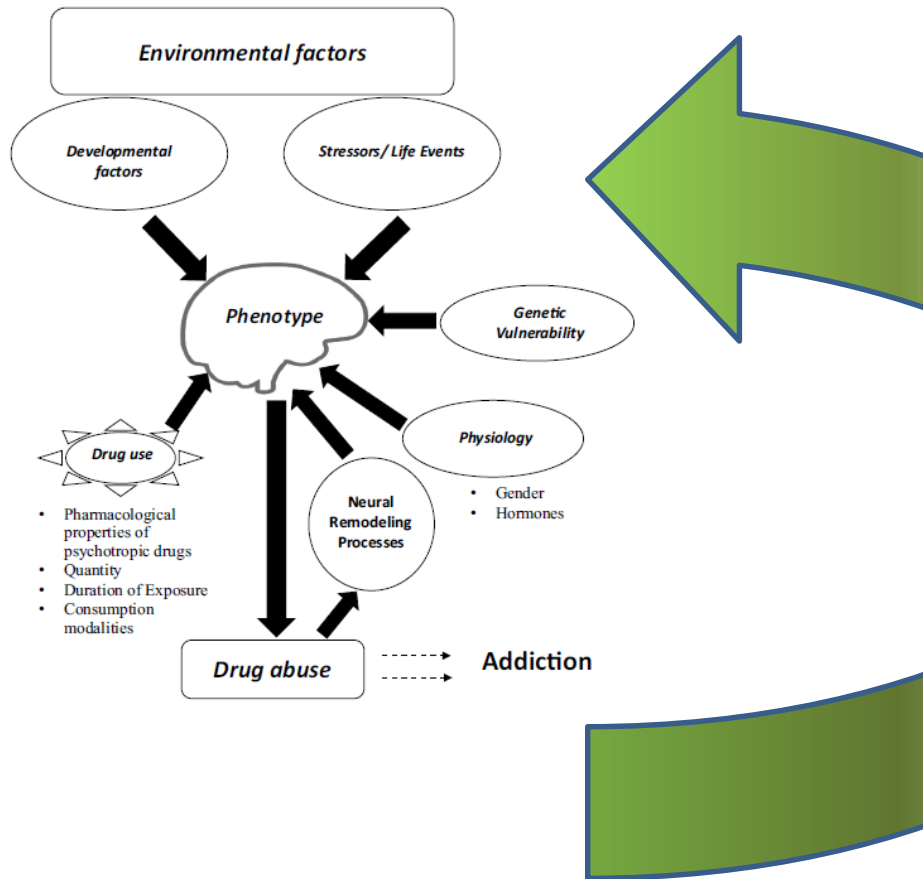 Environmental factors
Developmental
factors
Stressors/ Life Events
Phenotype
Genetic
Vulnerability
Drug use
Physiology
• Gender
• Hormones
Neural
Remodeling
Processes
• Pharmacological
properties of
psychotropic drugs
• Quantity
• Duration of Exposure
• Consumption
modalities
Drug abuse
Addiction